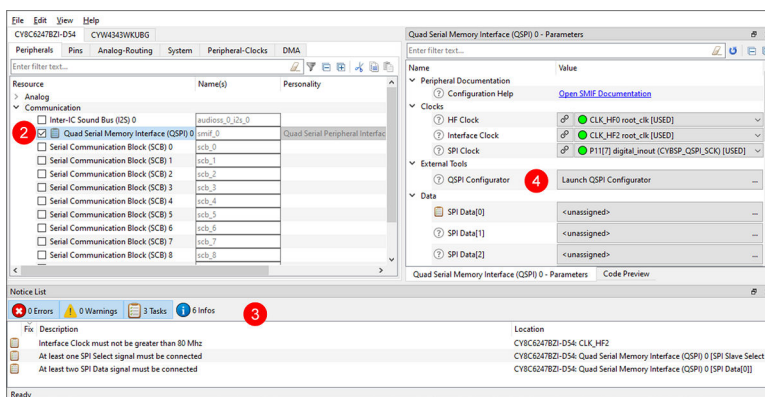 File Edit View Help
CY8C6247BZI-D54 CYW4343WKUBG
Peripherals Pins Analog-Routing System Peripheral-Clocks DMA
Enter filter text...
Resource Name(s) Personality
Analog
Communication
Inter-IC Sound Bus (I2S) 0 audioss_0_i2s_0
2 Quad Serial Memory Interface (QSPI) 0 smif_0 Quad Serial Peripheral Interfac
Serial Communication Block (SCB) 0 scb_0
Serial Communication Block (SCB) 1 scb_1
Serial Communication Block (SCB) 2 scb_2
Serial Communication Block (SCB) 3 scb_3
Serial Communication Block (SCB) 4 scb_4
Serial Communication Block (SCB) 5 scb_5
Serial Communication Block (SCB) 6 scb_6
Serial Communication Block (SCB) 7 scb_7
Serial Communication Block (SCB) 8 scb_8
Quad Serial Memory Interface (QSPI) 0 - Parameters
Enter filter text...
Name Value
Peripheral Documentation
? Configuration Help Open SMIF Documentation
Clocks
? HF Clock CLK_HF0 root_clk [USED]
? Interface Clock CLK_HF2 root_clk [USED]
? SPI Clock P11[7] digital_inout (CYBSP_QSPI_SCK) [USED]
External Tools
? QSPI Configurator 4 Launch QSPI Configurator ...
Data
SPI Data[0] <unassigned> ...
? SPI Data[1] <unassigned> ...
? SPI Data[2] <unassigned> ...
Quad Serial Memory Interface (QSPI) 0 - Parameters Code Preview
Notice List
0 Errors 0 Warnings 3 Tasks 6 Infos 3
Fix Description Location
Interface Clock must not be greater than 80 Mhz CY8C6247BZI-D54: CLK_HF2
At least one SPI Select signal must be connected CY8C6247BZI-D54: Quad Serial Memory Interface (QSPI) 0 [SPI Slave Select
At least two SPI Data signal must be connected CY8C6247BZI-D54: Quad Serial Memory Interface (QSPI) 0 [SPI Data[0]]
Ready